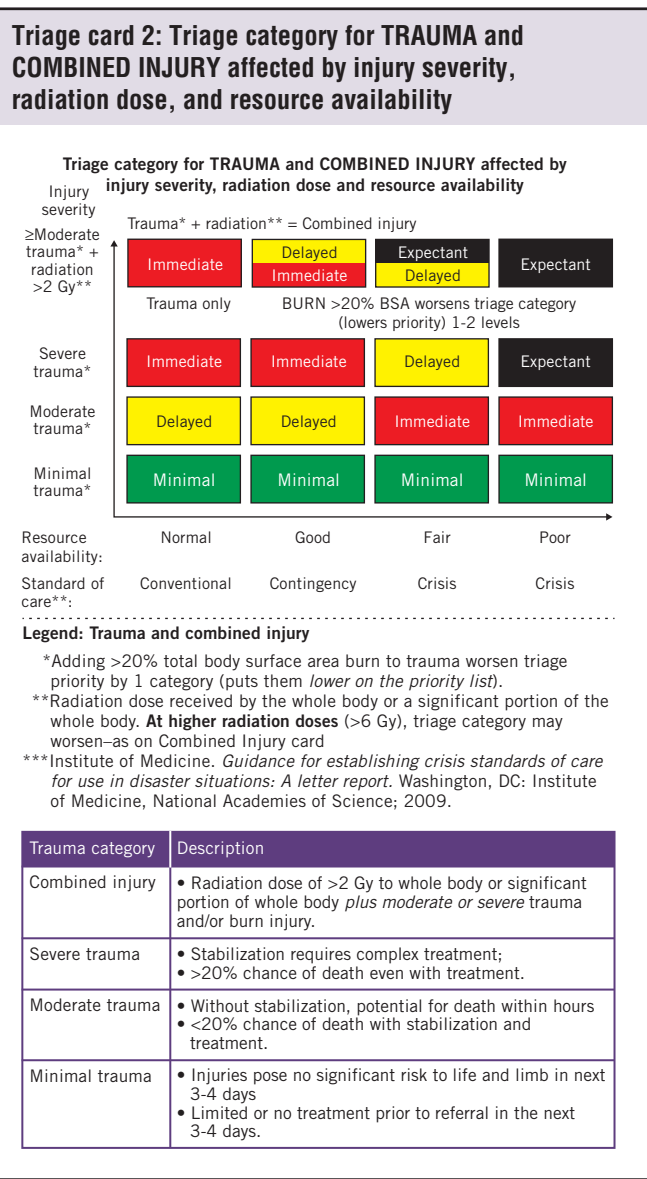 Triage card 2: Triage category for TRAUMA and
COMBINED INJURY affected by injury severity,
radiation dose, and resource availability
Triage category for TRAUMA and COMBINED INJURY affected by
injury severity, radiation dose and resource availability
Injury
severity
Trauma* + radiation** = Combined injury
≥Moderate
trauma* +
radiation
>2 Gy**
Immediate
Delayed
Immediate
Expectant
Delayed
Expectant
Trauma only
BURN >20% BSA worsens triage category
(lowers priority) 1-2 levels
Severe
trauma*
Immediate
Immediate
Delayed
Expectant
Moderate
trauma*
Delayed
Delayed
Immediate
Immediate
Minimal
trauma*
Minimal
Minimal
Minimal
Minimal
Resource
availability:
Normal
Good
Fair
Poor
Standard of
care**:
Conventional
Contingency
Crisis
Crisis
Legend: Trauma and combined injury
*Adding >20% total body surface area burn to trauma worsen triage
priority by 1 category (puts them lower on the priority list).
**Radiation dose received by the whole body or a significant portion of the
whole body. At higher radiation doses (>6 Gy), triage category may
worsen–as on Combined Injury card
***Institute of Medicine. Guidance for establishing crisis standards of care
for use in disaster situations: A letter report. Washington, DC: Institute
of Medicine, National Academies of Science; 2009.
Trauma category
Description
Combined injury
• Radiation dose of >2 Gy to whole body or significant
portion of whole body plus moderate or severe trauma
and/or burn injury.
Severe trauma
• Stabilization requires complex treatment;
• >20% chance of death even with treatment.
Moderate trauma
• Without stabilization, potential for death within hours
• <20% chance of death with stabilization and
treatment.
Minimal trauma
• Injuries pose no significant risk to life and limb in next
3-4 days
• Limited or no treatment prior to referral in the next
3-4 days.